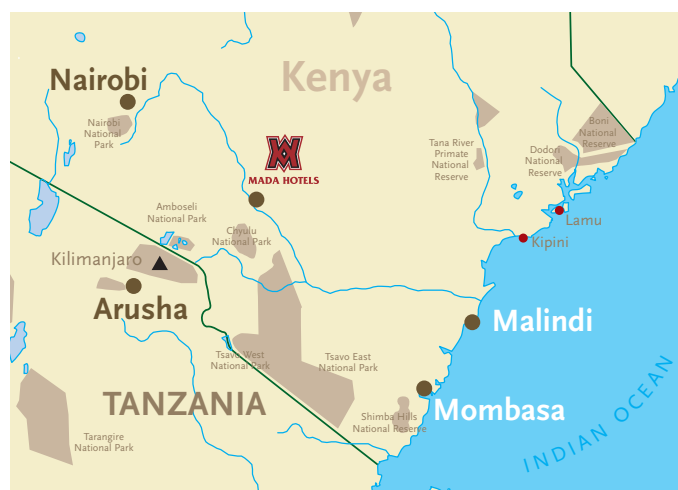 Kenya
Nairobi
Nairobi
National
Park
MADA HOTELS
Tana River
Primate
National
Reserve
Boni
National
Reserve
Dodori
National
Reserve
Amboseli
National Park
Chyulu
National Park
Lamu
Kipini
Kilimanjaro
Arusha
Malindi
Tsavo West
National Park
Tsavo East
National Park
TANZANIA
Mombasa
Shimba Hills
National Reserve
Tarangire
National Park
INDIAN OCEAN